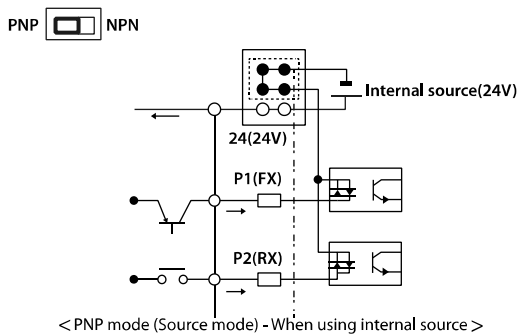 PNP NPN
Internal source(24V)
24(24V)
P1(FX)
P2(RX)
< PNP mode (Source mode) - When using internal source >